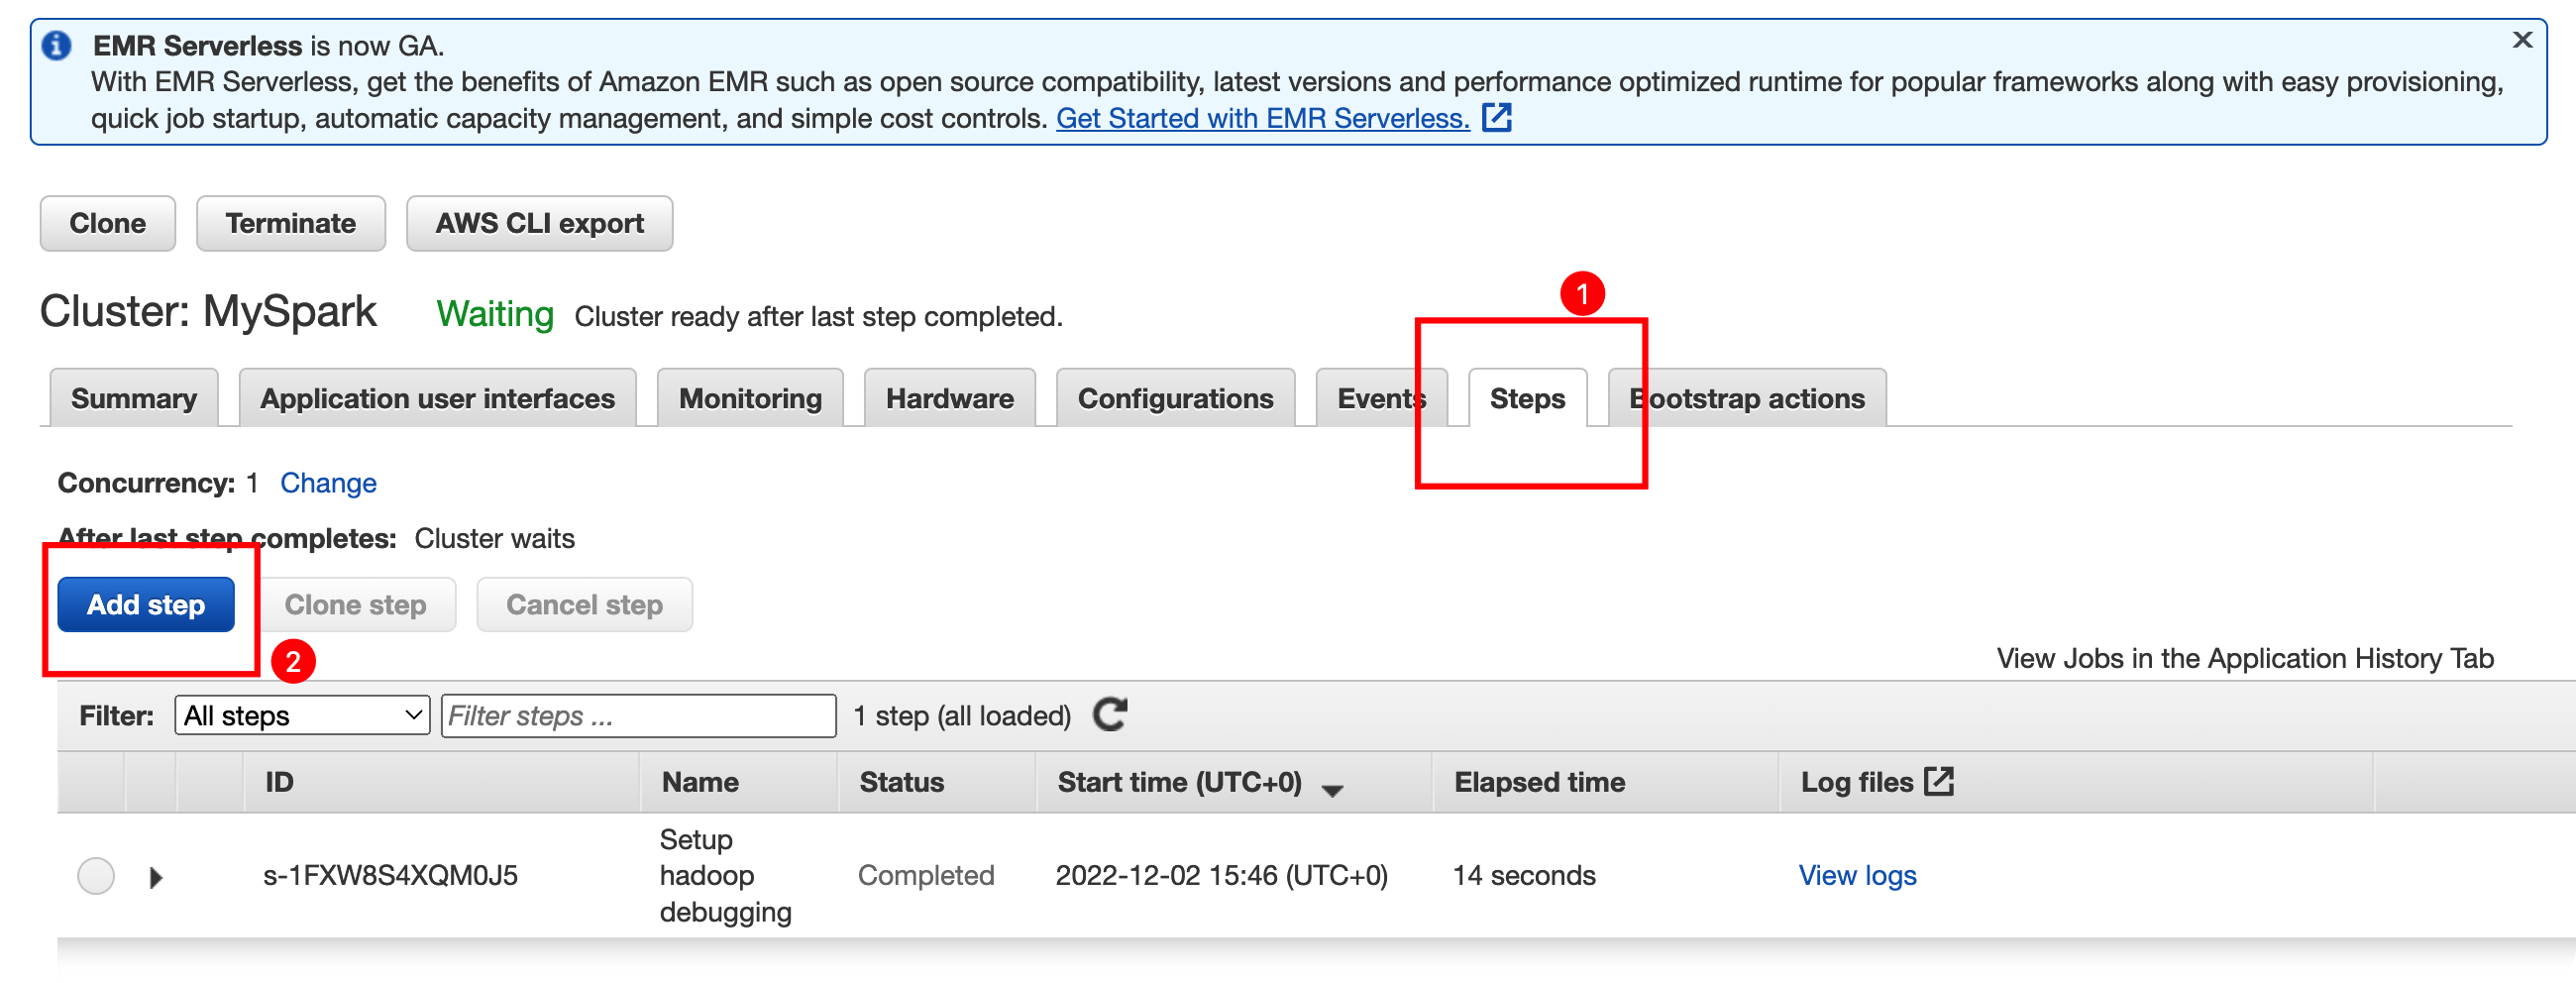 EMR Serverless is now GA.
With EMR Serverless, get the benefits of Amazon EMR such as open source compatibility, latest versions and performance optimized runtime for popular frameworks along with easy provisioning,
quick job startup, automatic capacity management, and simple cost controls. Get Started with EMR Serverless.
Clone Terminate AWS CLI export
1
Cluster: MySpark Waiting Cluster ready after last step completed.
Summary Application user interfaces Monitoring Hardware Configurations Events Steps Bootstrap actions
Concurrency: 1 Change
After last step completes: Cluster waits
Add step Clone step Cancel step
2
View Jobs in the Application History Tab
Filter: All steps Filter steps ... 1 step (all loaded)
ID Name Status Start time (UTC+0) Elapsed time Log files
s-1FXW8S4XQM0J5 Setup hadoop debugging Completed 2022-12-02 15:46 (UTC+0) 14 seconds View logs